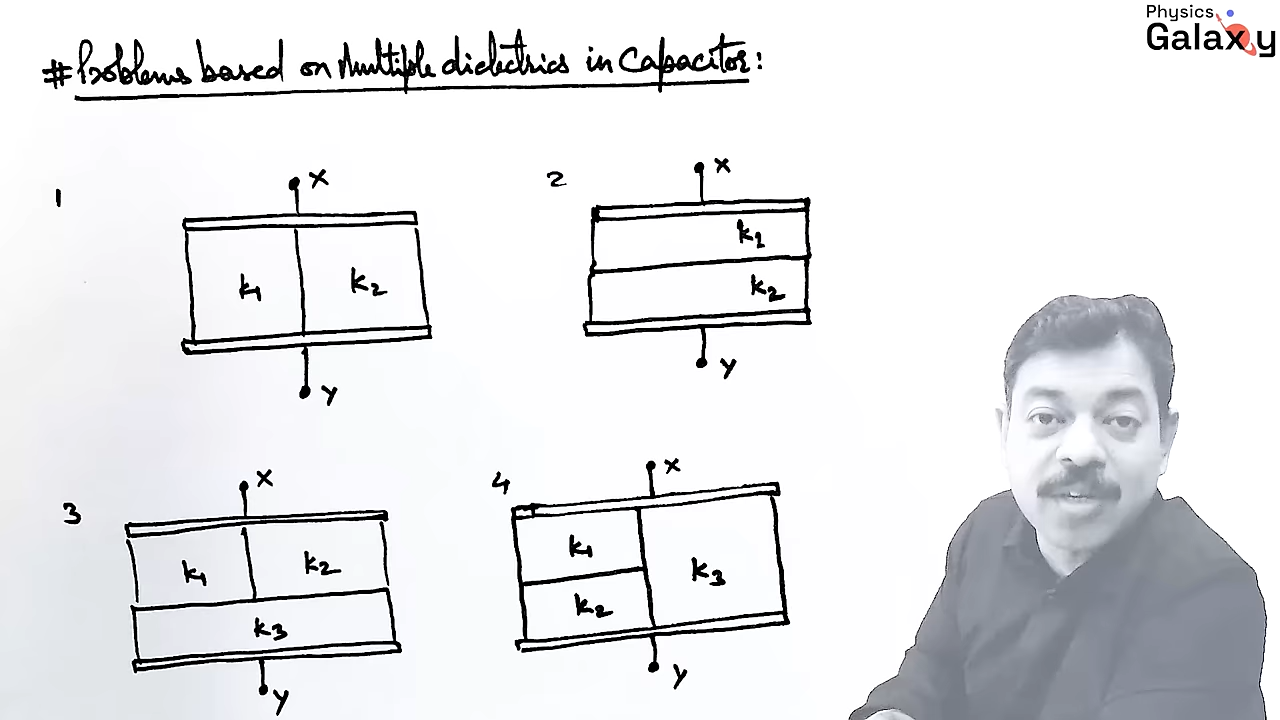 Physics
Galaxy
# Problems based on Multiple dielectrics in Capacitor:
1
X
k1
k2
Y
2
X
k1
k2
Y
3
X
k1
k2
k3
Y
4
X
k1
k2
k3
Y